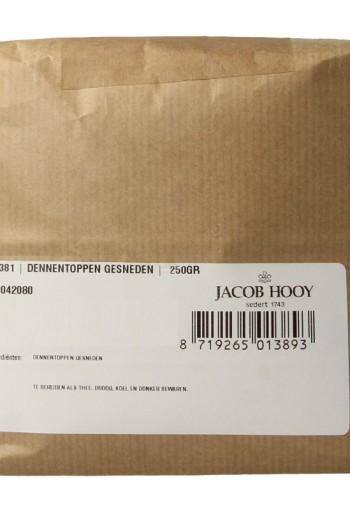 381 | DENNENTOPPEN GESNEDEN | 250GR
042080
JACOB HOOY
sedert 1743
8 719265 013893
diënten: DENNENTOPPEN GESNEDEN
TE BEREIDEN ALS THEE. DROOG, KOEL EN DONKER BEWAREN.